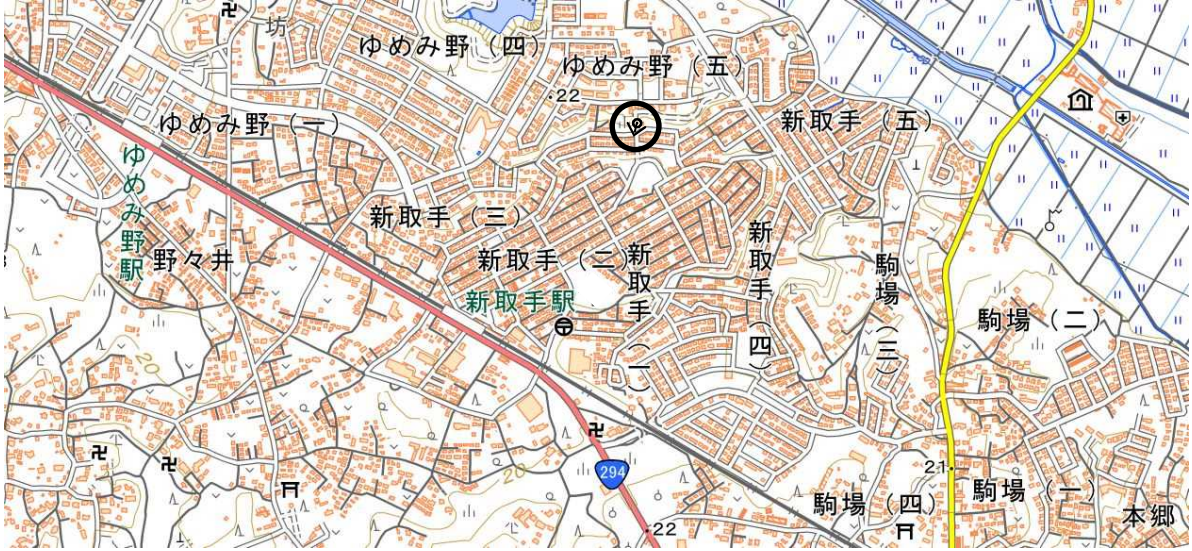 坊
ゆめみ野（四）
ゆめみ野（五）
22
ゆめみ野（一）
新取手（五）
ゆめみ野駅
新取手（三）
野々井
新取手（二）
新取手（一）
新取手（四）
駒場（三）
新取手駅
駒場（二）
20
20
294
21
駒場（四）
駒場（一）
22
本郷